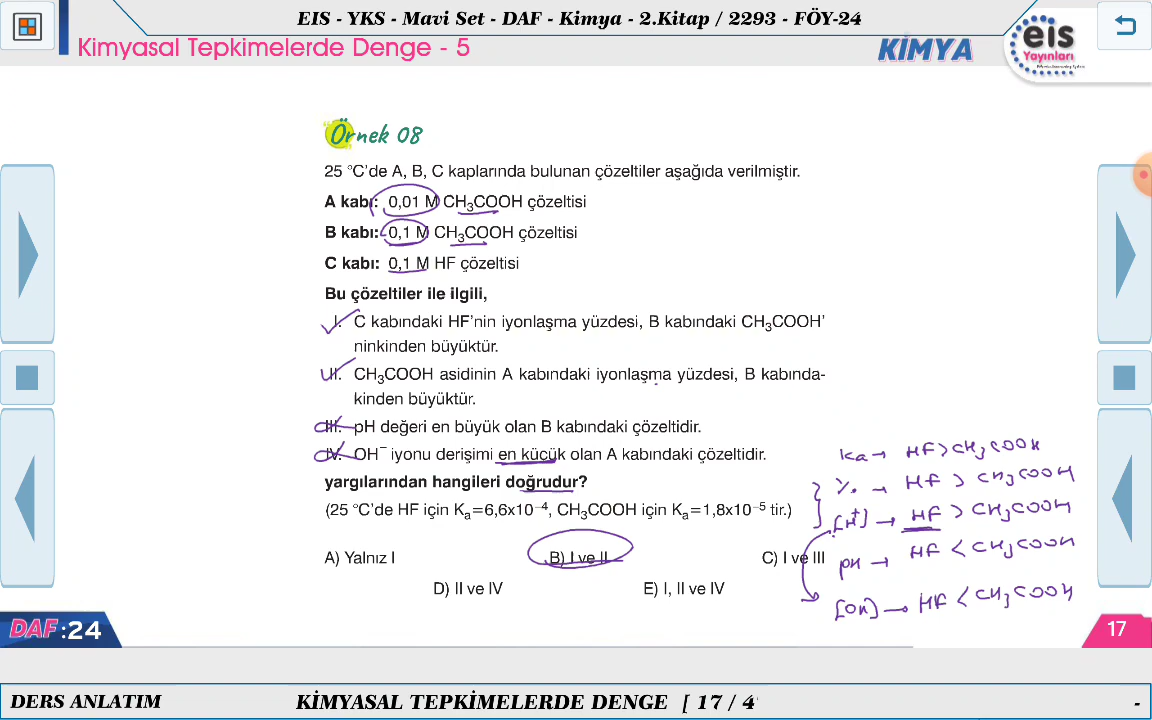 EIS - YKS - Mavi Set - DAF - Kimya - 2.Kitap / 2293 - FÖY-24
Kimyasal Tepkimelerde Denge - 5
KİMYA
eis
Yayınları
Örnek 08
25 °C'de A, B, C kaplarında bulunan çözeltiler aşağıda verilmiştir.
A kabı: 0,01 M CH₃COOH çözeltisi
B kabı: 0,1 M CH₃COOH çözeltisi
C kabı: 0,1 M HF çözeltisi
Bu çözeltiler ile ilgili,
I. C kabındaki HF'nin iyonlaşma yüzdesi, B kabındaki CH₃COOH'
ninkinden büyüktür.
II. CH₃COOH asidinin A kabındaki iyonlaşma yüzdesi, B kabında-
kinden büyüktür.
III. pH değeri en büyük olan B kabındaki çözeltidir.
IV. OH⁻ iyonu derişimi en küçük olan A kabındaki çözeltidir.
yargılarından hangileri doğrudur?
(25 °C'de HF için Kₐ=6,6x10⁻⁴, CH₃COOH için Kₐ=1,8x10⁻⁵ tir.)
A) Yalnız I
B) I ve II
C) I ve III
D) II ve IV
E) I, II ve IV
Ka → HF > CH₃COOH
% → HF > CH₃COOH
[H⁺] → HF > CH₃COOH
pH → HF < CH₃COOH
[OH] → HF < CH₃COOH
DAF:24
17
DERS ANLATIM
KİMYASAL TEPKİMELERDE DENGE [ 17 / 4
-